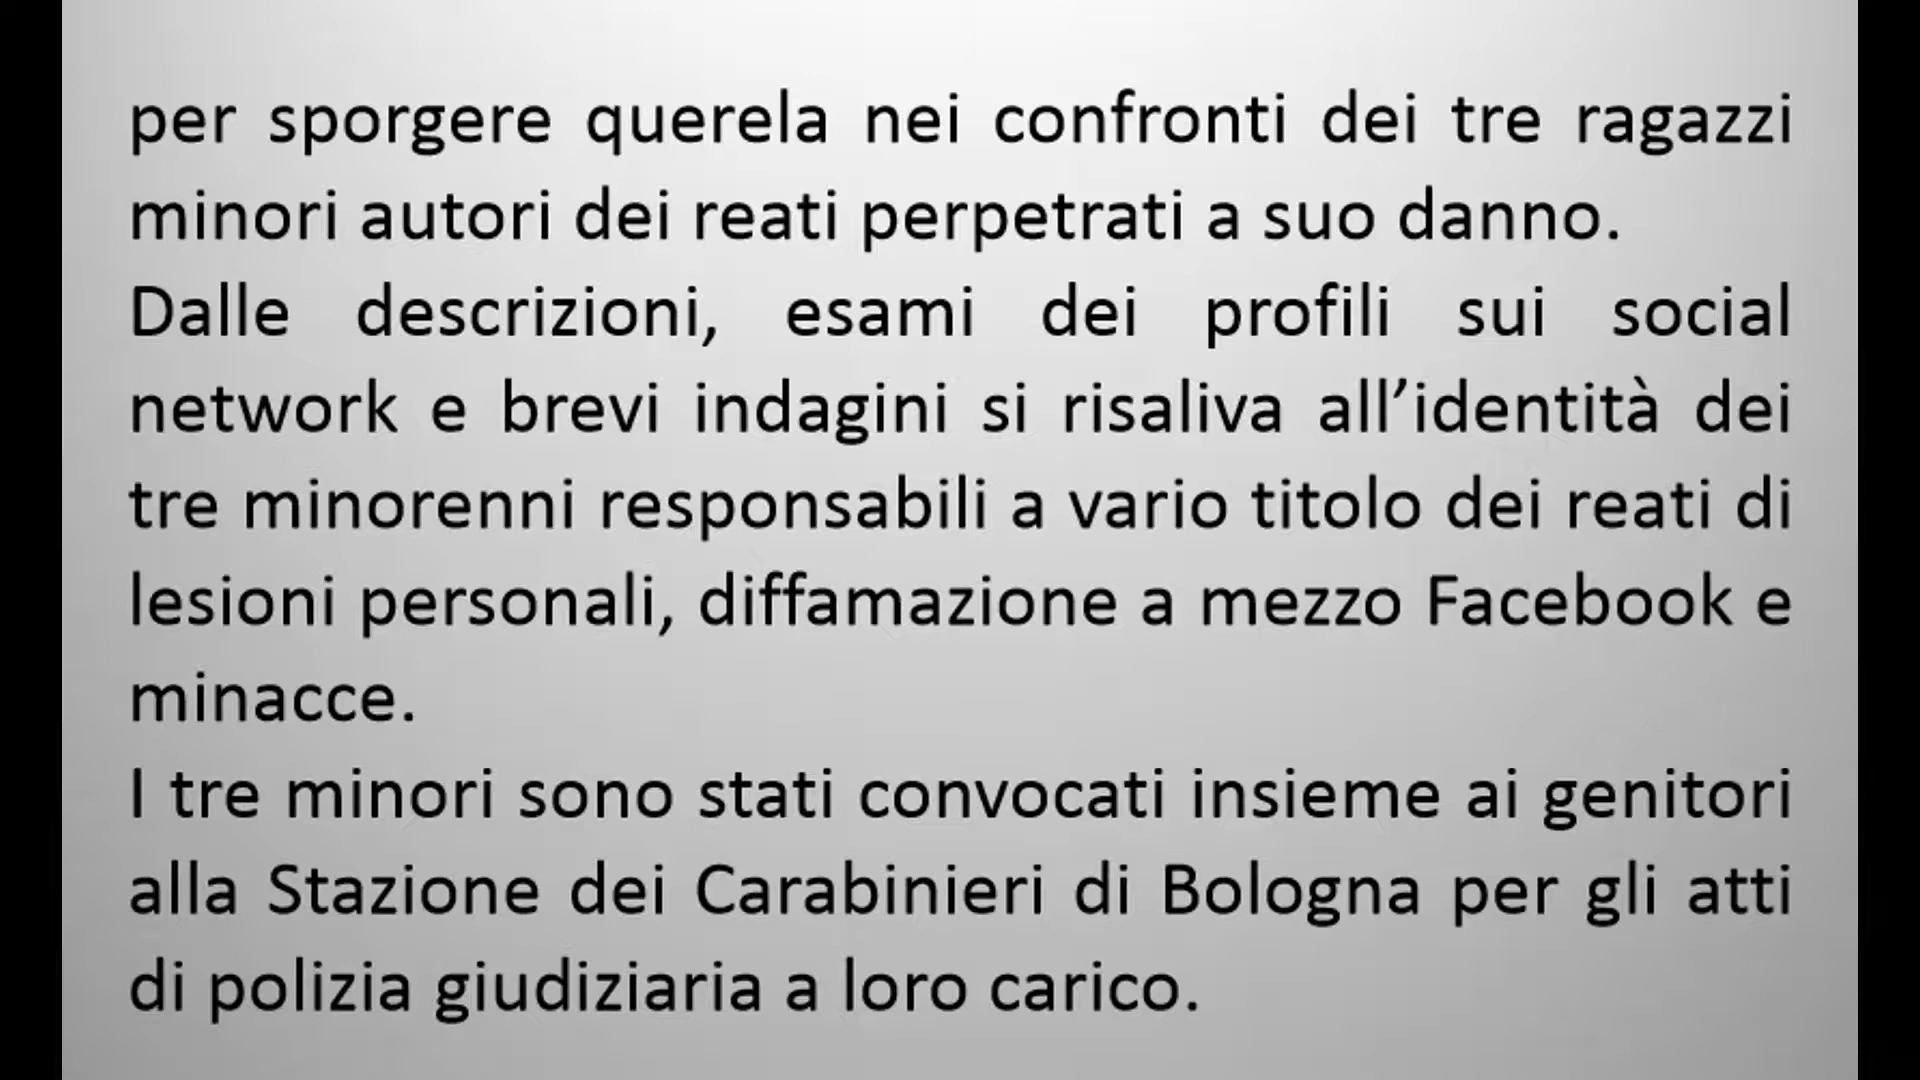 per sporgere querela nei confronti dei tre ragazzi
minori autori dei reati perpetrati a suo danno.
Dalle descrizioni, esami dei profili sui social
network e brevi indagini si risaliva all’identità dei
tre minorenni responsabili a vario titolo dei reati di
lesioni personali, diffamazione a mezzo Facebook e
minacce.
I tre minori sono stati convocati insieme ai genitori
alla Stazione dei Carabinieri di Bologna per gli atti
di polizia giudiziaria a loro carico.